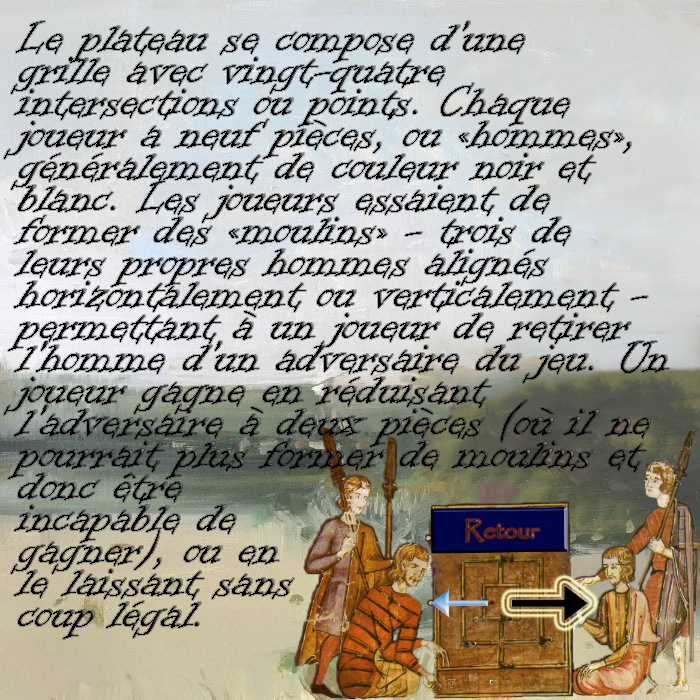 Le plateau se compose d'une
grille avec vingt-quatre
intersections ou points. Chaque
joueur a neuf pièces, ou «hommes»,
généralement de couleur noir et
blanc. Les joueurs essaient de
former des «moulins» - trois de
leurs propres hommes alignés
horizontalement ou verticalement -
permettant à un joueur de retirer
l'homme d'un adversaire du jeu. Un
joueur gagne en réduisant
l'adversaire à deux pièces (où il ne
pourrait plus former de moulins et
donc être
incapable de
gagner), ou en
le laissant sans
coup légal.
Retour